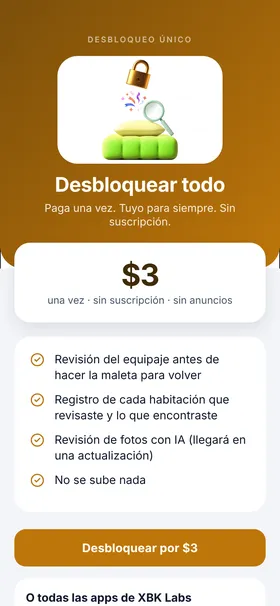 DESBLOQUEO ÚNICO
Desbloquear todo
Paga una vez. Tuyo para siempre. Sin
suscripción.
$3
una vez · sin suscripción · sin anuncios
Revisión del equipaje antes de
hacer la maleta para volver
Registro de cada habitación que
revisaste y lo que encontraste
Revisión de fotos con IA (llegará en
una actualización)
No se sube nada
Desbloquear por $3
O todas las apps de XBK Labs